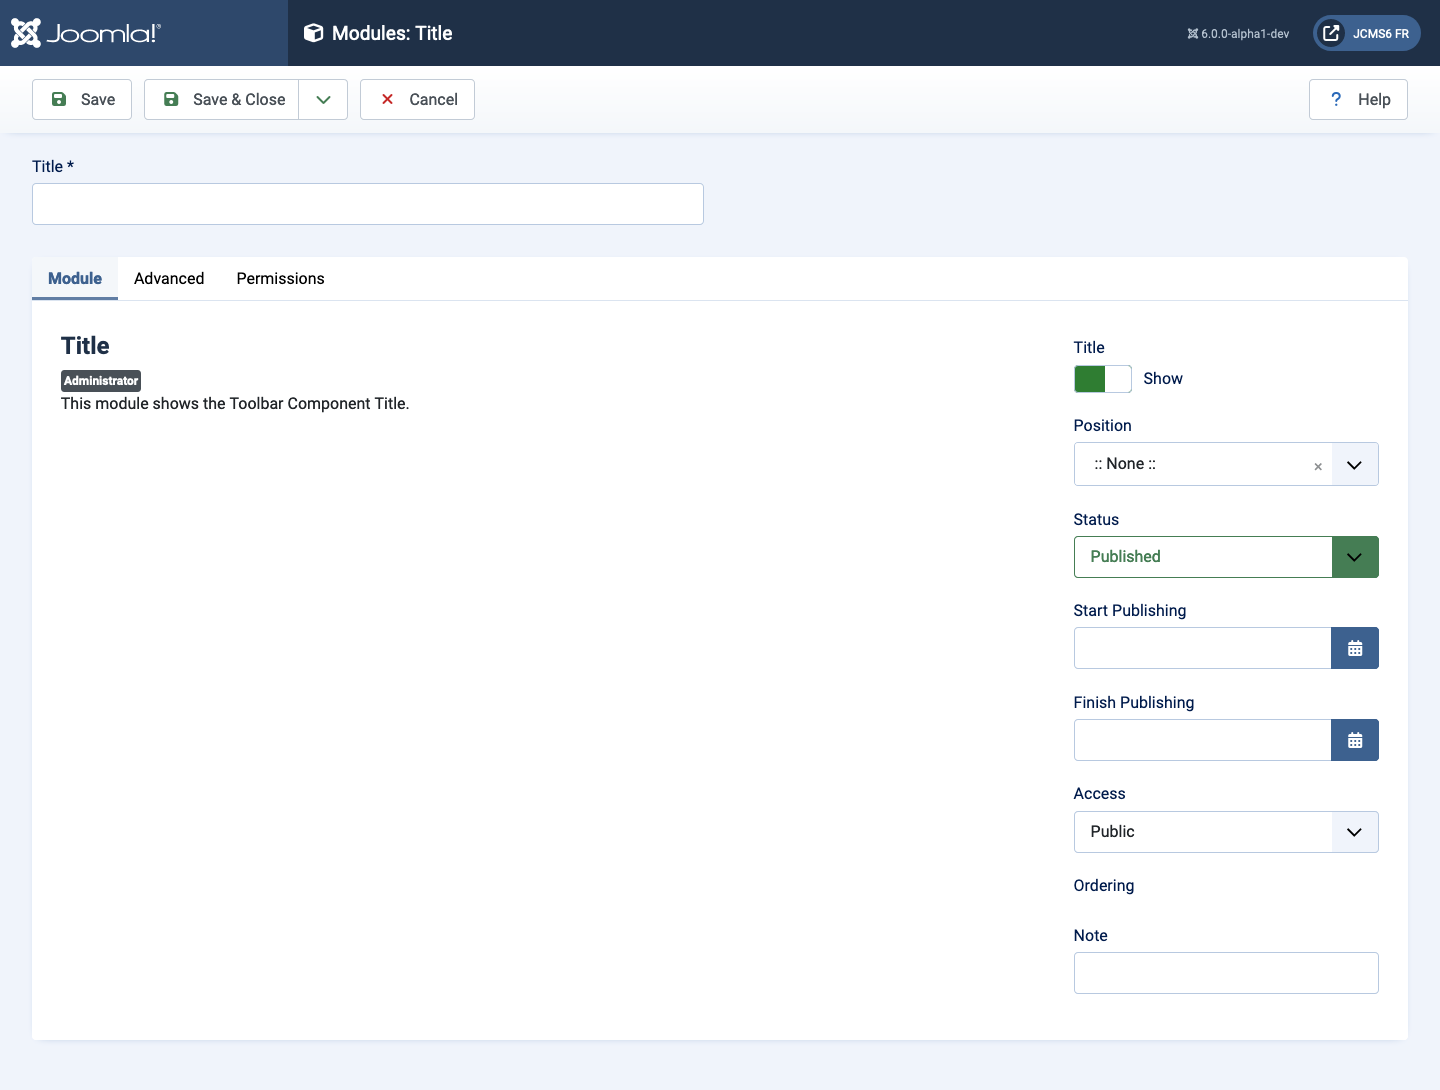 Joomla!®
Modules: Title
6.0.0-alpha1-dev
JCMS6 FR
Save
Save & Close
Cancel
? Help
Title *
Module
Advanced
Permissions
Title
Administrator
This module shows the Toolbar Component Title.
Title
Show
Position
:: None ::
×
Status
Published
Start Publishing
Finish Publishing
Access
Public
Ordering
Note